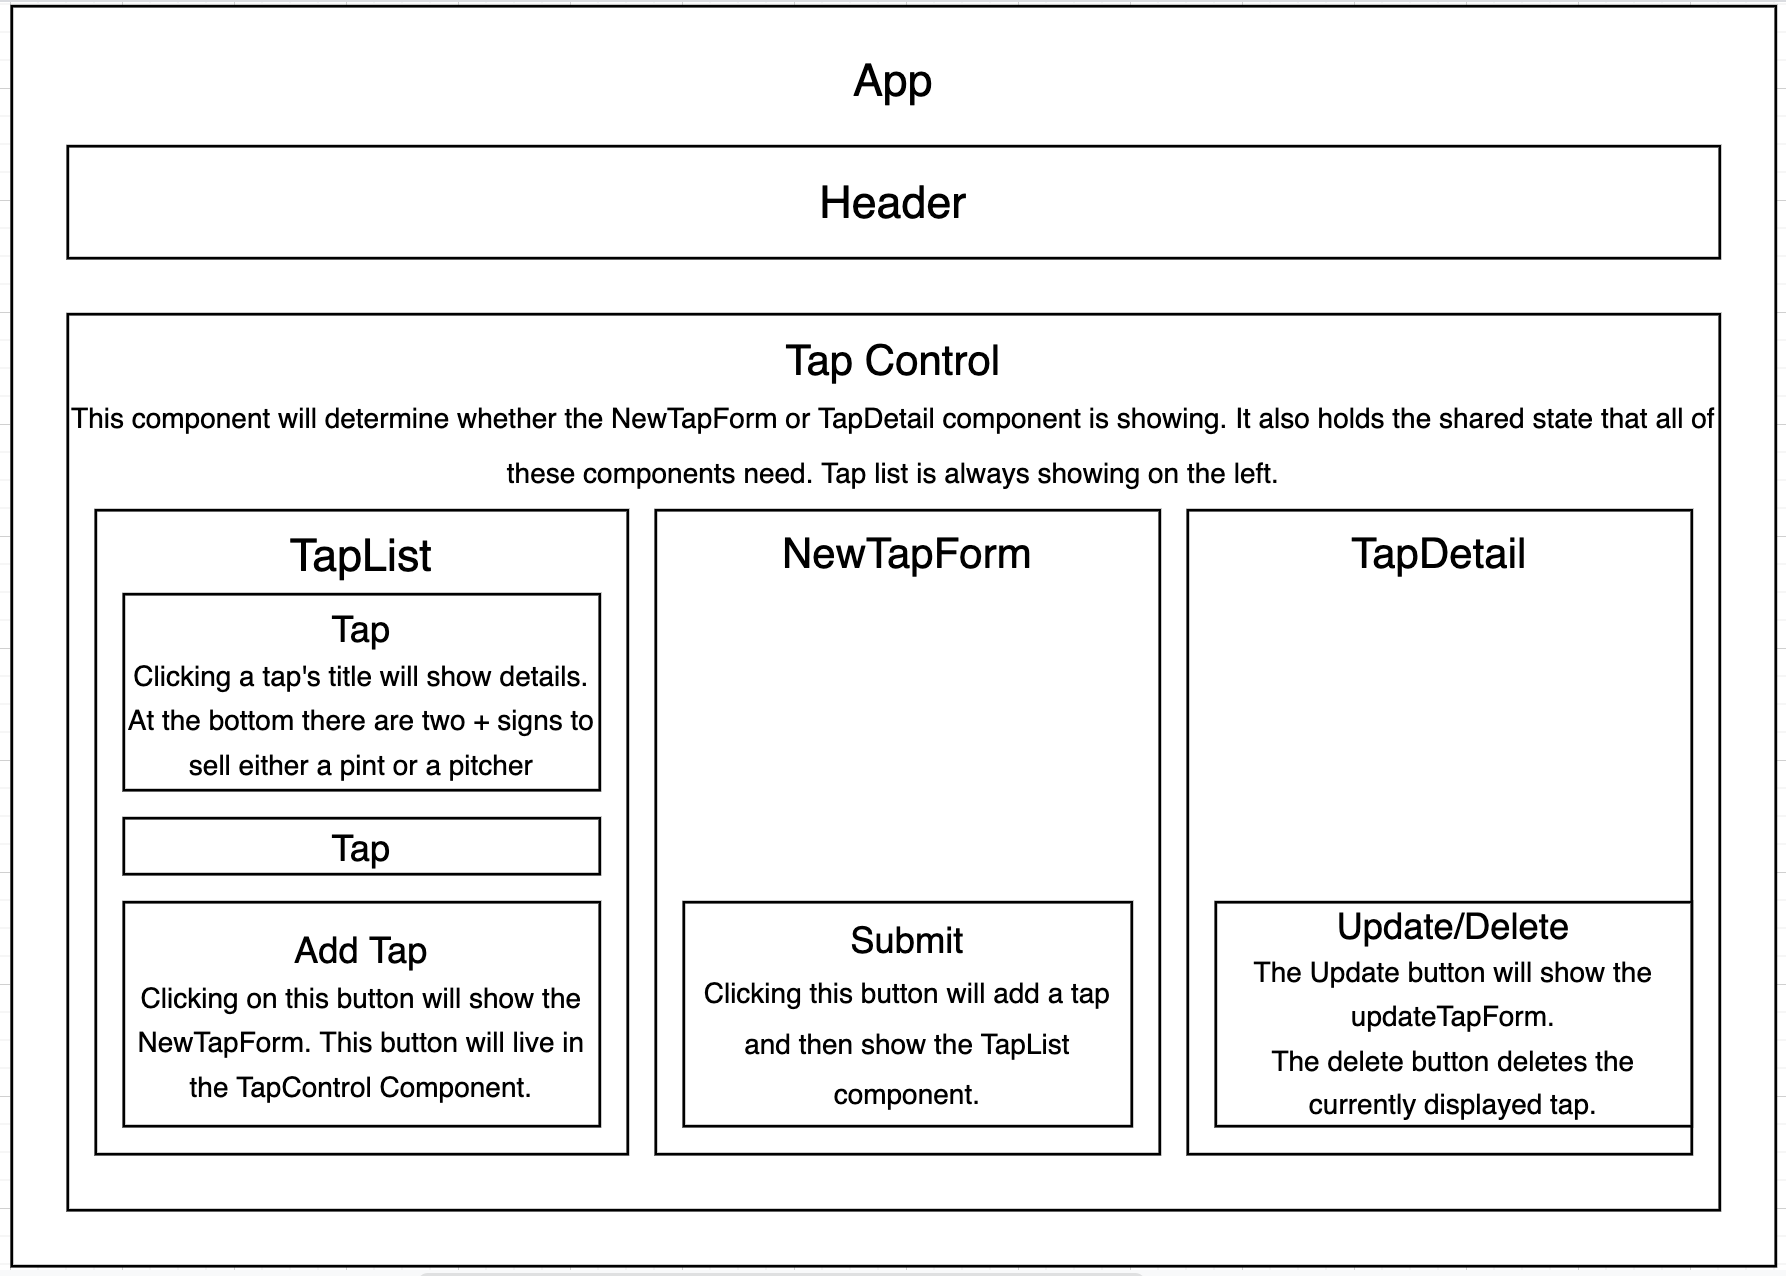 App
Header
Tap Control
This component will determine whether the NewTapForm or TapDetail component is showing. It also holds the shared state that all of
these components need. Tap list is always showing on the left.
TapList
Tap
Clicking a tap's title will show details.
At the bottom there are two + signs to
sell either a pint or a pitcher
Tap
Add Tap
Clicking on this button will show the
NewTapForm. This button will live in
the TapControl Component.
NewTapForm
Submit
Clicking this button will add a tap
and then show the TapList
component.
TapDetail
Update/Delete
The Update button will show the
updateTapForm.
The delete button deletes the
currently displayed tap.